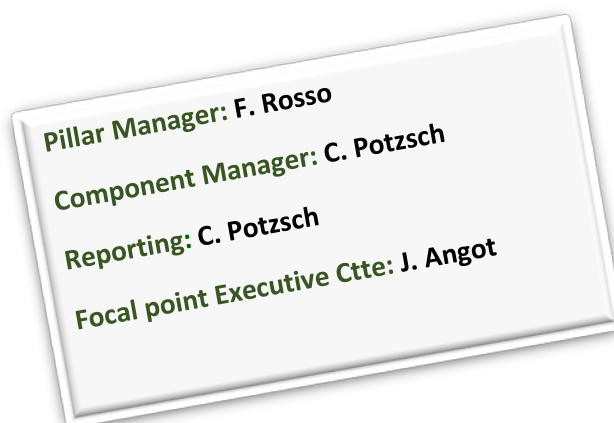 Pillar Manager: F. Rosso
Component Manager: C. Potzsch
Reporting: C. Potzsch
Focal point Executive Ctte: J. Angot